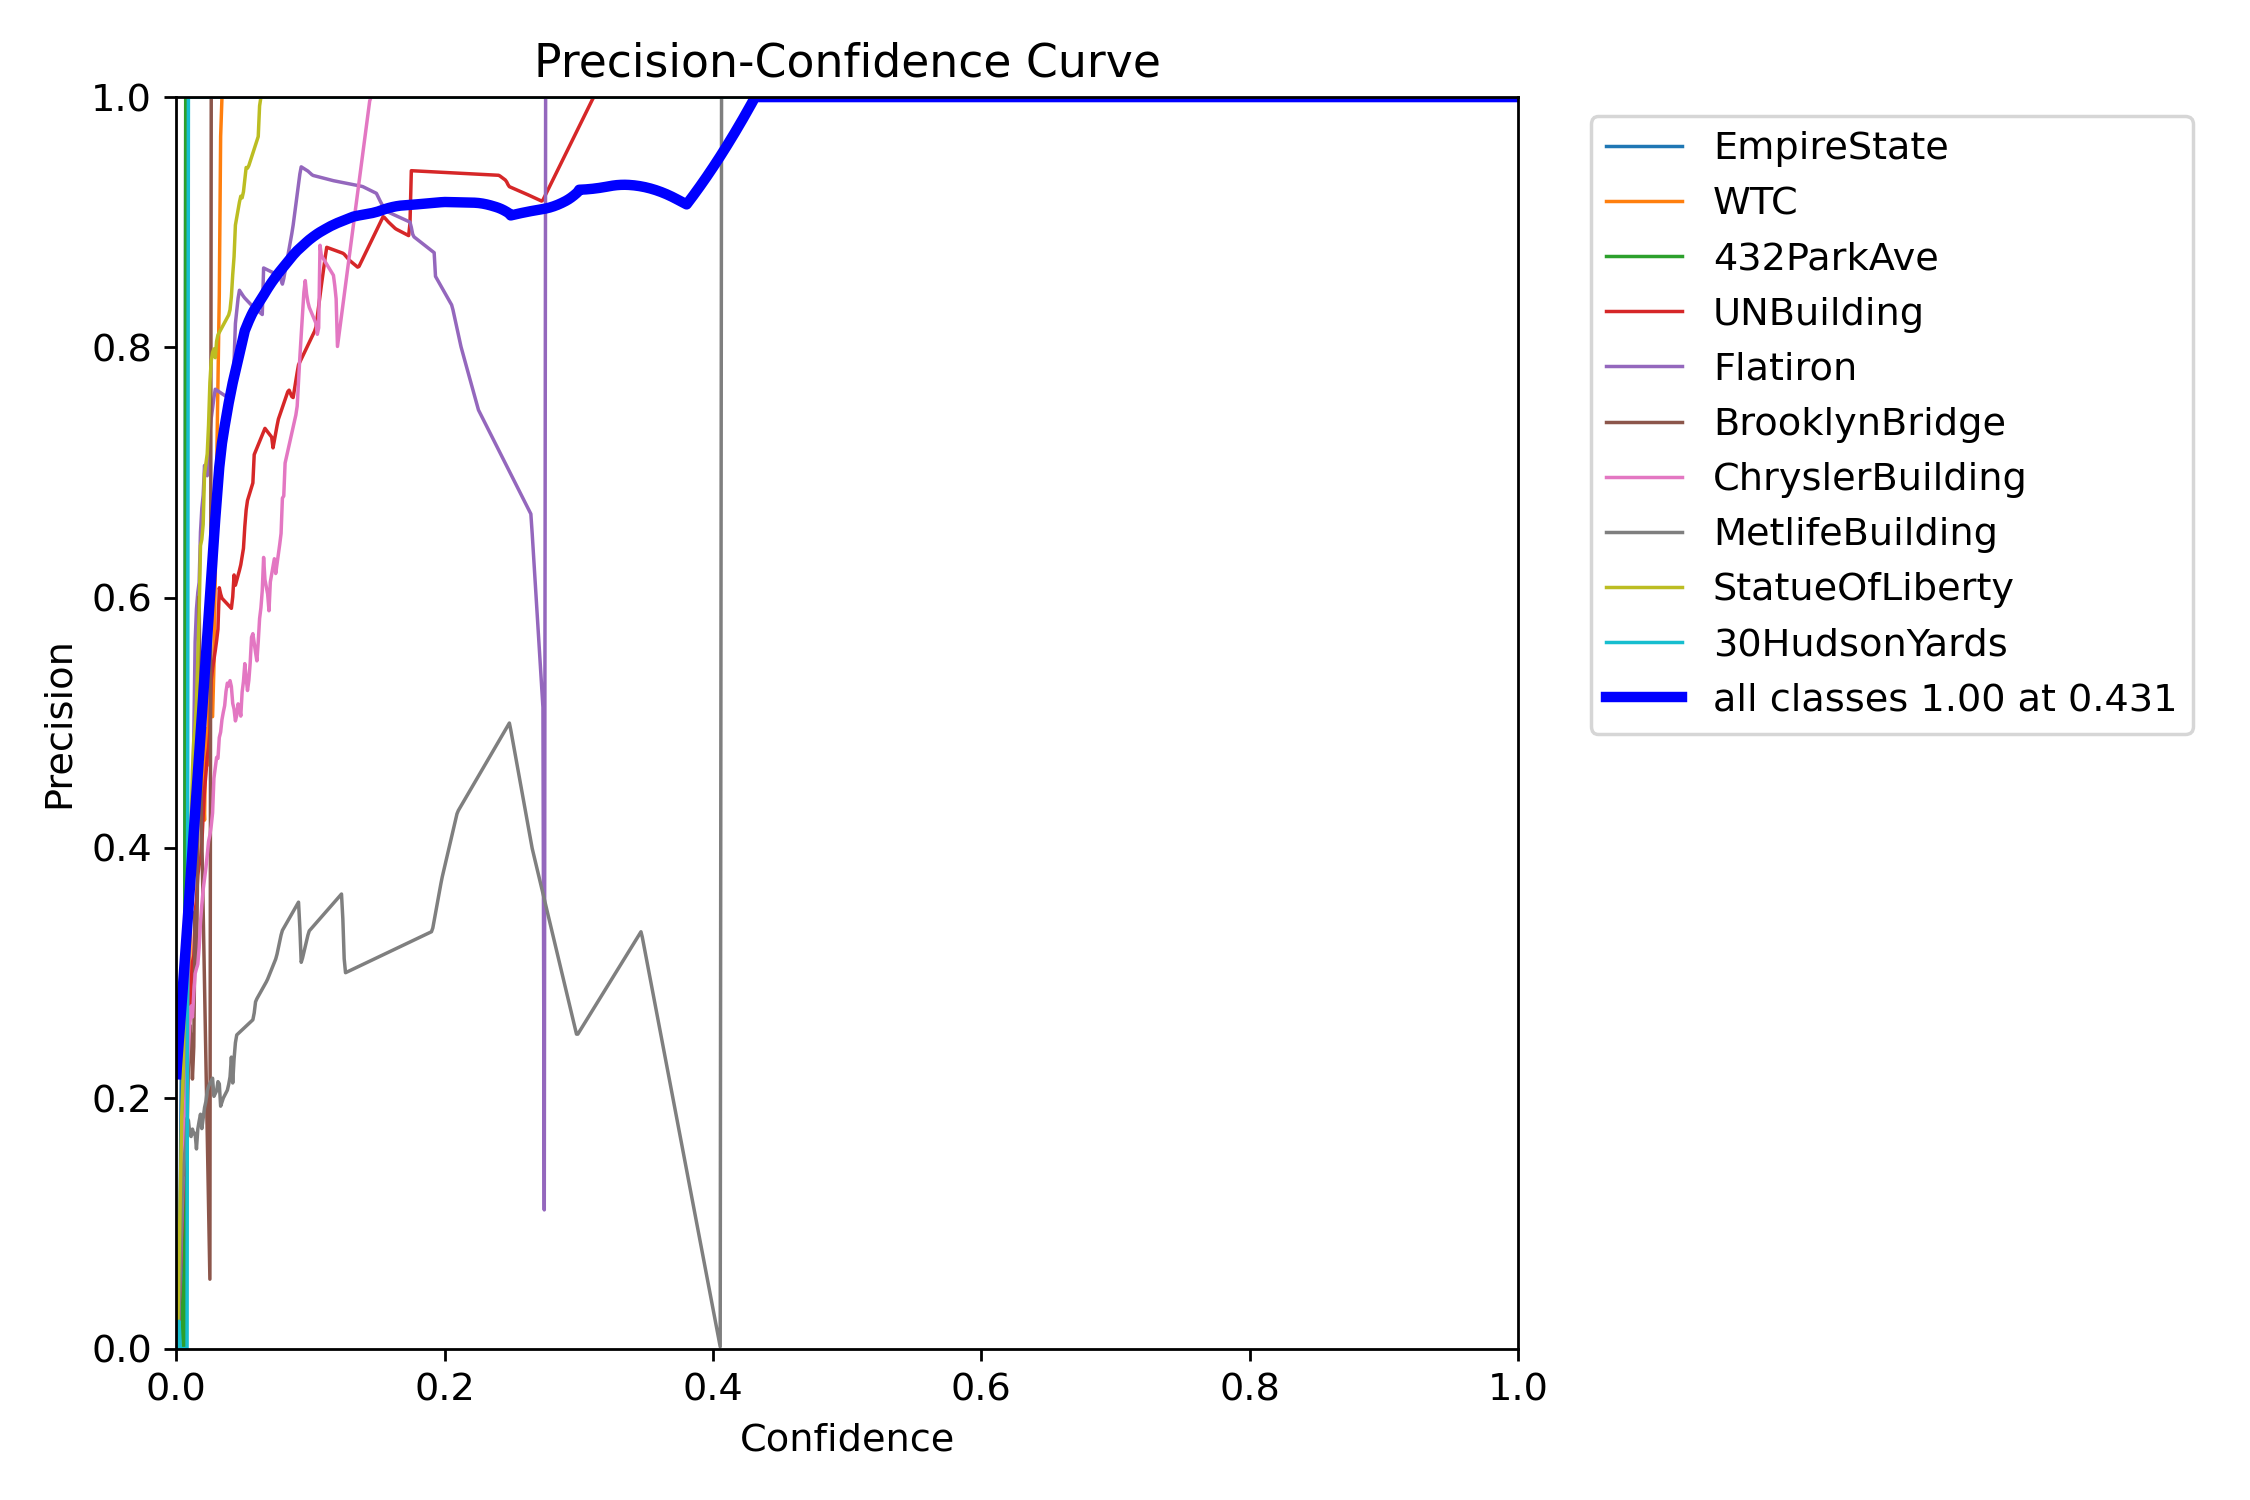 Precision-Confidence Curve
1.0
0.8
0.6
0.4
0.2
0.0
Precision
0.0
0.2
0.4
0.6
0.8
1.0
Confidence
EmpireState
WTC
432ParkAve
UNBuilding
Flatiron
BrooklynBridge
ChryslerBuilding
MetlifeBuilding
StatueOfLiberty
30HudsonYards
all classes 1.00 at 0.431